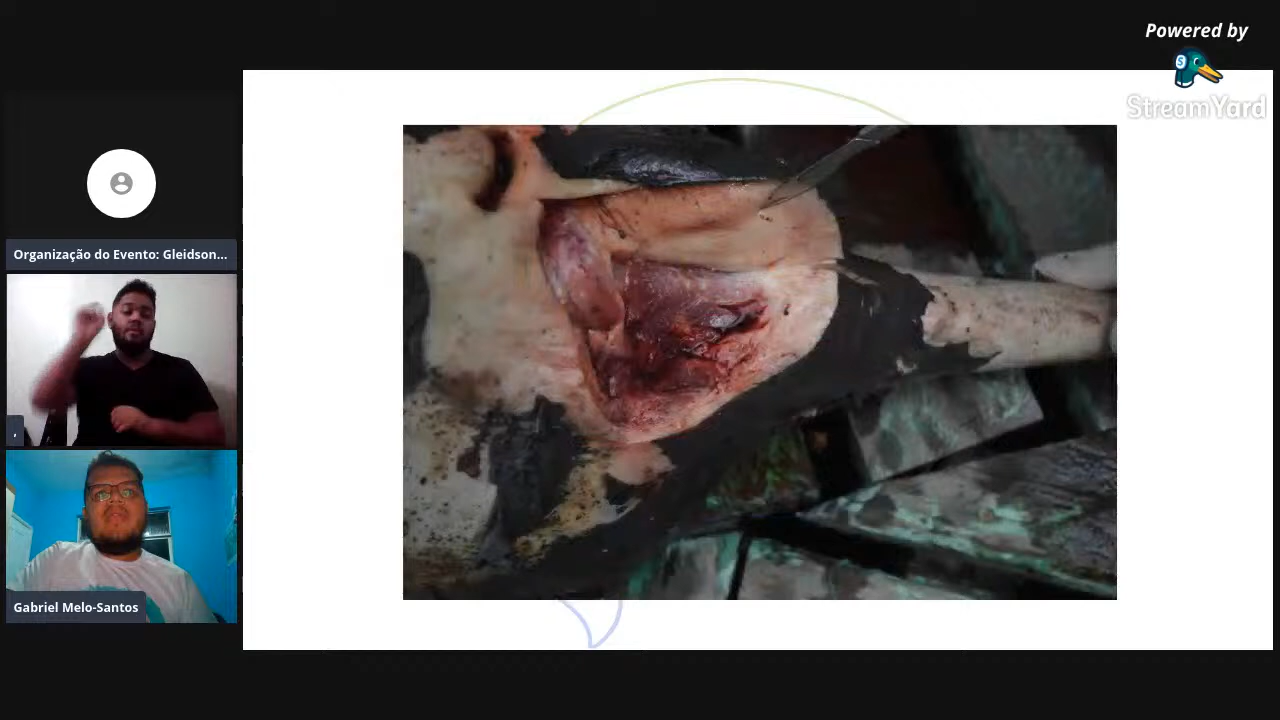 Powered by
StreamYard
Organização do Evento: Gleidson...
,
Gabriel Melo-Santos